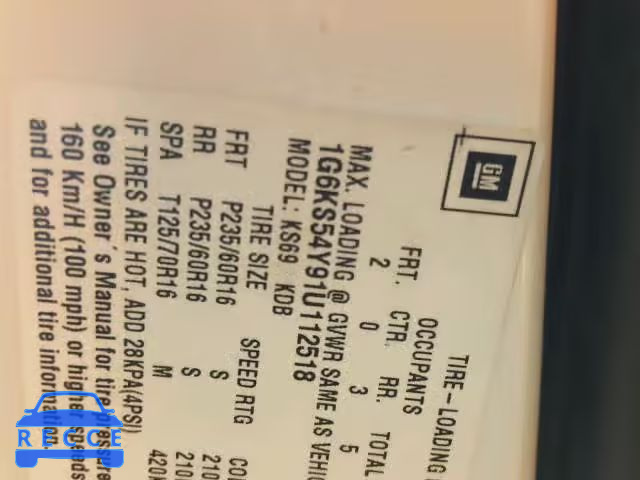 GM
TIRE-LOADING
OCCUPANTS
FRT. CTR. RR. TOTAL
2 0 3 5
MAX. LOADING @ GVWR SAME AS VEHIC
1G6KS54Y91U112518
MODEL: KS69 KDB
TIRE SIZE SPEED RTG CO
FRT P235/60R16 S 210
RR P235/60R16 S 210
SPA T125/70R16 M 420
IF TIRES ARE HOT, ADD 28KPA(4PSI)
See Owner's Manual for tire pressure
160 Km/H (100 mph) or higher speeds
and for additional tire information.